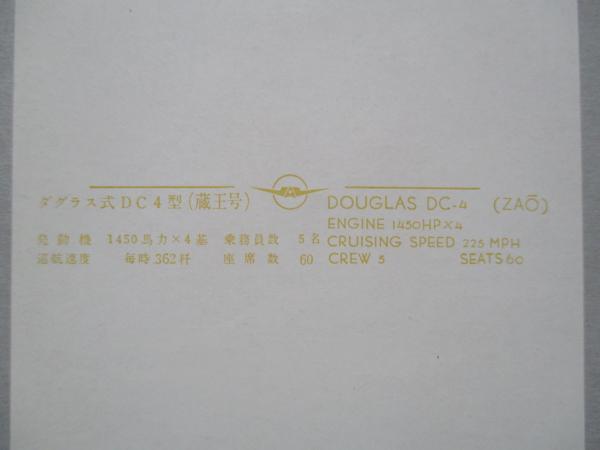 ダグラス式DC4型(蔵王号)
発動機 1450馬力×4基 乗務員数 5名
巡航速度 毎時362粁 座席数 60
DOUGLAS DC-4 (ZAŌ)
ENGINE 1450HP×4
CRUISING SPEED 225 MPH
CREW 5 SEATS 60